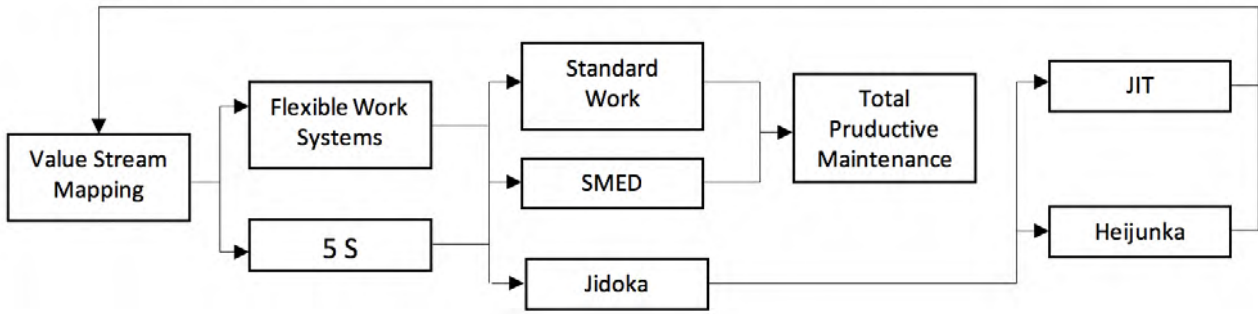 Value Stream
Mapping
Flexible Work
Systems
5 S
Standard
Work
SMED
Jidoka
Total
Pruductive
Maintenance
JIT
Heijunka